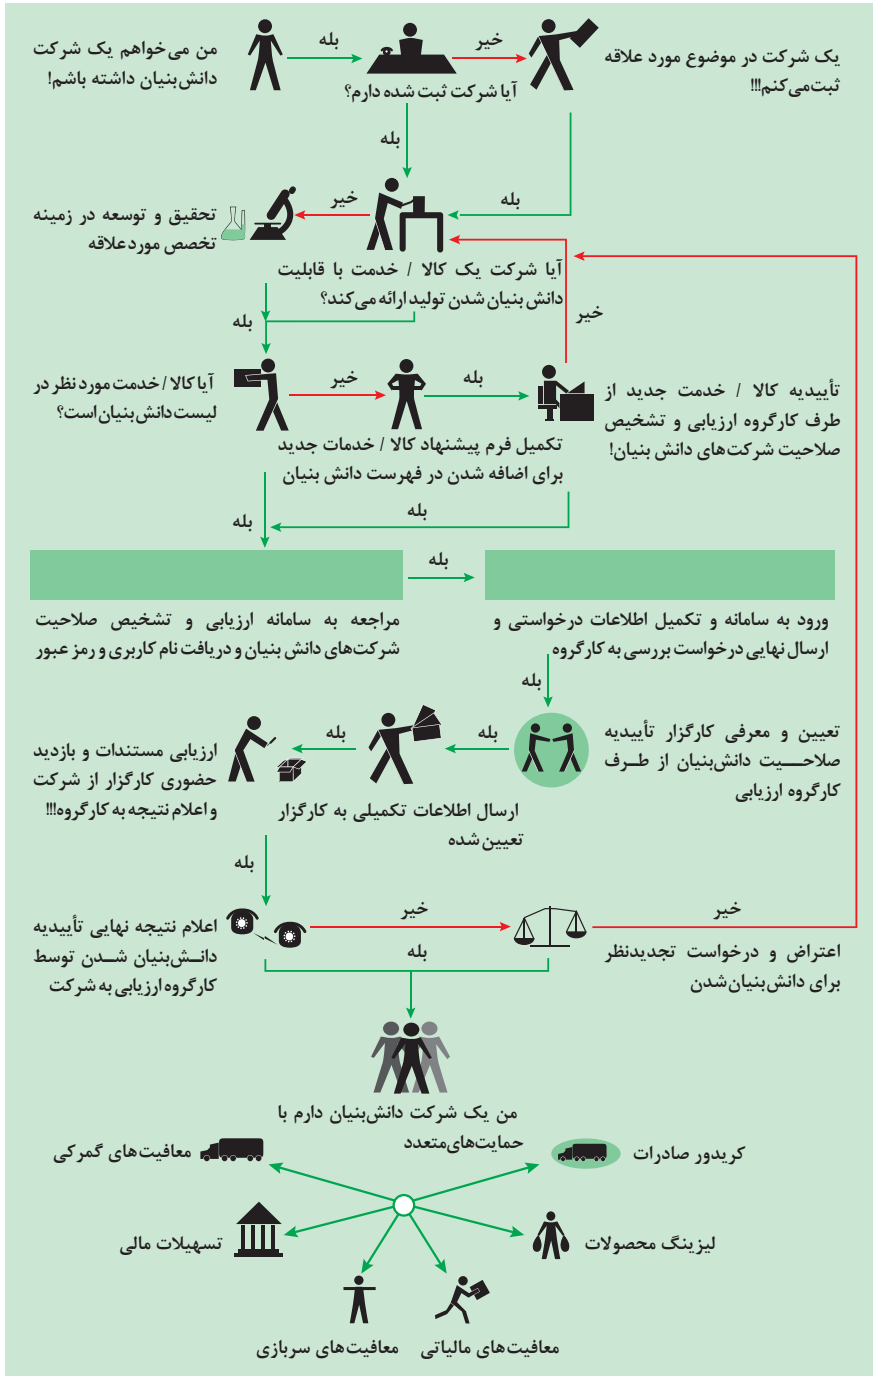 من می‌خواهم یک شرکت
دانش‌بنیان داشته باشم!
بله
آیا شرکت ثبت شده دارم؟
خیر
یک شرکت در موضوع مورد علاقه
ثبت‌می‌کنم!!!
بله
بله
خیر
تحقیق و توسعه در زمینه
تخصص موردعلاقه
آیا شرکت یک کالا / خدمت با قابلیت
دانش‌بنیان شدن تولید ارائه می‌کند؟
بله
خیر
آیا کالا / خدمت مورد نظر در
لیست دانش‌بنیان است؟
خیر
تکمیل فرم پیشنهاد کالا / خدمات جدید
برای اضافه شدن در فهرست دانش بنیان
بله
تأییدیه کالا / خدمت جدید از
طرف کارگروه ارزیابی و تشخیص
صلاحیت شرکت‌های دانش بنیان!
بله
بله
مراجعه به سامانه ارزیابی و تشخیص صلاحیت
شرکت‌های دانش بنیان و دریافت نام کاربری و رمز عبور
بله
ورود به سامانه و تکمیل اطلاعات درخواستی و
ارسال نهایی درخواست بررسی به کارگروه
بله
تعیین و معرفی کارگزار تأییدیه
صلاحیت دانش‌بنیان از طرف
کارگروه ارزیابی
بله
ارسال اطلاعات تکمیلی به کارگزار
تعیین شده
بله
ارزیابی مستندات و بازدید
حضوری کارگزار از شرکت
و اعلام نتیجه به کارگروه!!!
بله
اعلام نتیجه نهایی تأییدیه
دانش‌بنیان شدن توسط
کارگروه ارزیابی به شرکت
خیر
بله
اعتراض و درخواست تجدیدنظر
برای دانش‌بنیان‌شدن
خیر
من یک شرکت دانش‌بنیان دارم با
حمایت‌های‌متعدد
کریدور صادرات
معافیت‌های گمرکی
لیزینگ محصولات
تسهیلات مالی
معافیت‌های مالیاتی
معافیت‌های سربازی